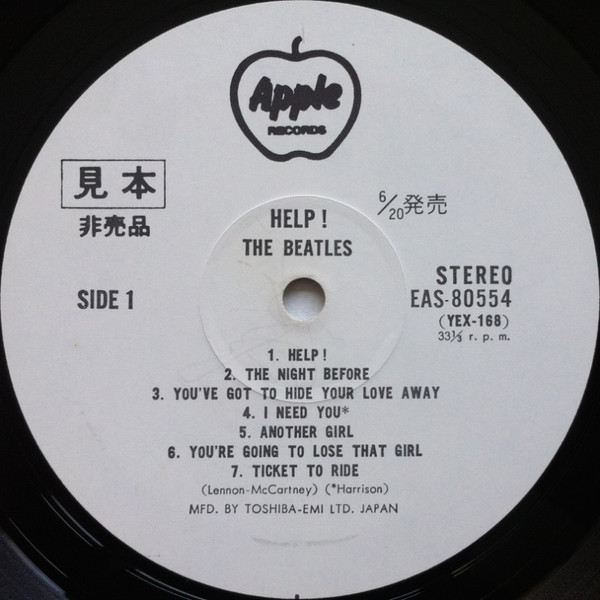 Apple
RECORDS
見本
非売品
6/20発売
HELP!
THE BEATLES
SIDE 1
STEREO
EAS-80554
(YEX-168)
33⅓ r. p. m.
1. HELP!
2. THE NIGHT BEFORE
3. YOU'VE GOT TO HIDE YOUR LOVE AWAY
4. I NEED YOU*
5. ANOTHER GIRL
6. YOU'RE GOING TO LOSE THAT GIRL
7. TICKET TO RIDE
(Lennon-McCartney) (*Harrison)
MFD. BY TOSHIBA-EMI LTD. JAPAN